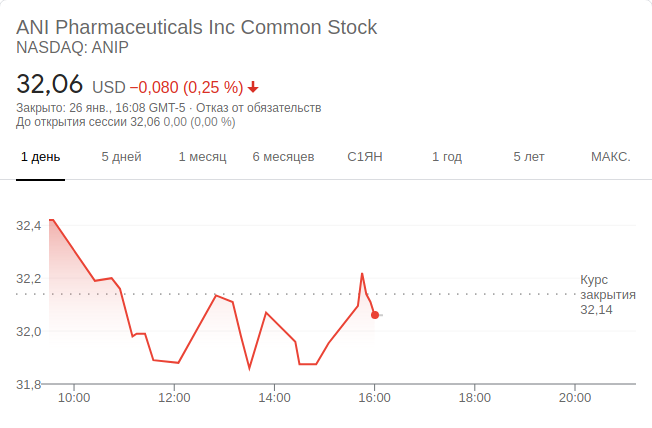 ANI Pharmaceuticals Inc Common Stock
NASDAQ: ANIP
32,06 USD −0,080 (0,25 %)
Закрыто: 26 янв., 16:08 GMT-5 · Отказ от обязательств
До открытия сессии 32,06 0,00 (0,00 %)
1 день 5 дней 1 месяц 6 месяцев С1ЯН 1 год 5 лет МАКС.
32,4
32,2
Курс
закрытия
32,14
32,0
31,8
10:00 12:00 14:00 16:00 18:00 20:00